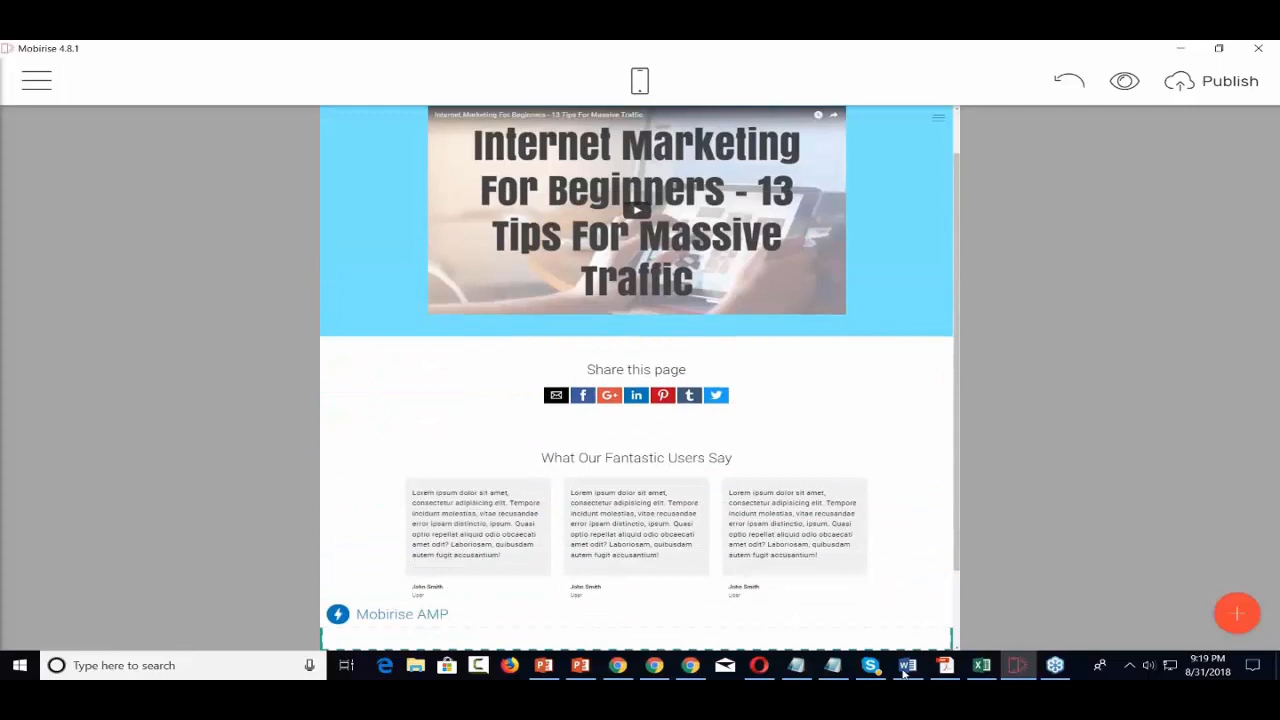 Mobirise 4.8.1
Publish
Internet Marketing For Beginners - 13 Tips For Massive Traffic
Internet Marketing
For Beginners - 13
Tips For Massive
Traffic
Share this page
G+ in
What Our Fantastic Users Say
Lorem ipsum dolor sit amet,
consectetur adipisicing elit. Tempore
incidunt molestias, vitae recusandae
error ipsam distinctio, ipsum. Quasi
optio repellat aliquid odio obcaecati
amet odit? Laboriosam, quibusdam
autem fugit accusantium!
John Smith
User
Lorem ipsum dolor sit amet,
consectetur adipisicing elit. Tempore
incidunt molestias, vitae recusandae
error ipsam distinctio, ipsum. Quasi
optio repellat aliquid odio obcaecati
amet odit? Laboriosam, quibusdam
autem fugit accusantium!
John Smith
User
Lorem ipsum dolor sit amet,
consectetur adipisicing elit. Tempore
incidunt molestias, vitae recusandae
error ipsam distinctio, ipsum. Quasi
optio repellat aliquid odio obcaecati
amet odit? Laboriosam, quibusdam
autem fugit accusantium!
John Smith
User
Mobirise AMP
Type here to search
9:19 PM
8/31/2018